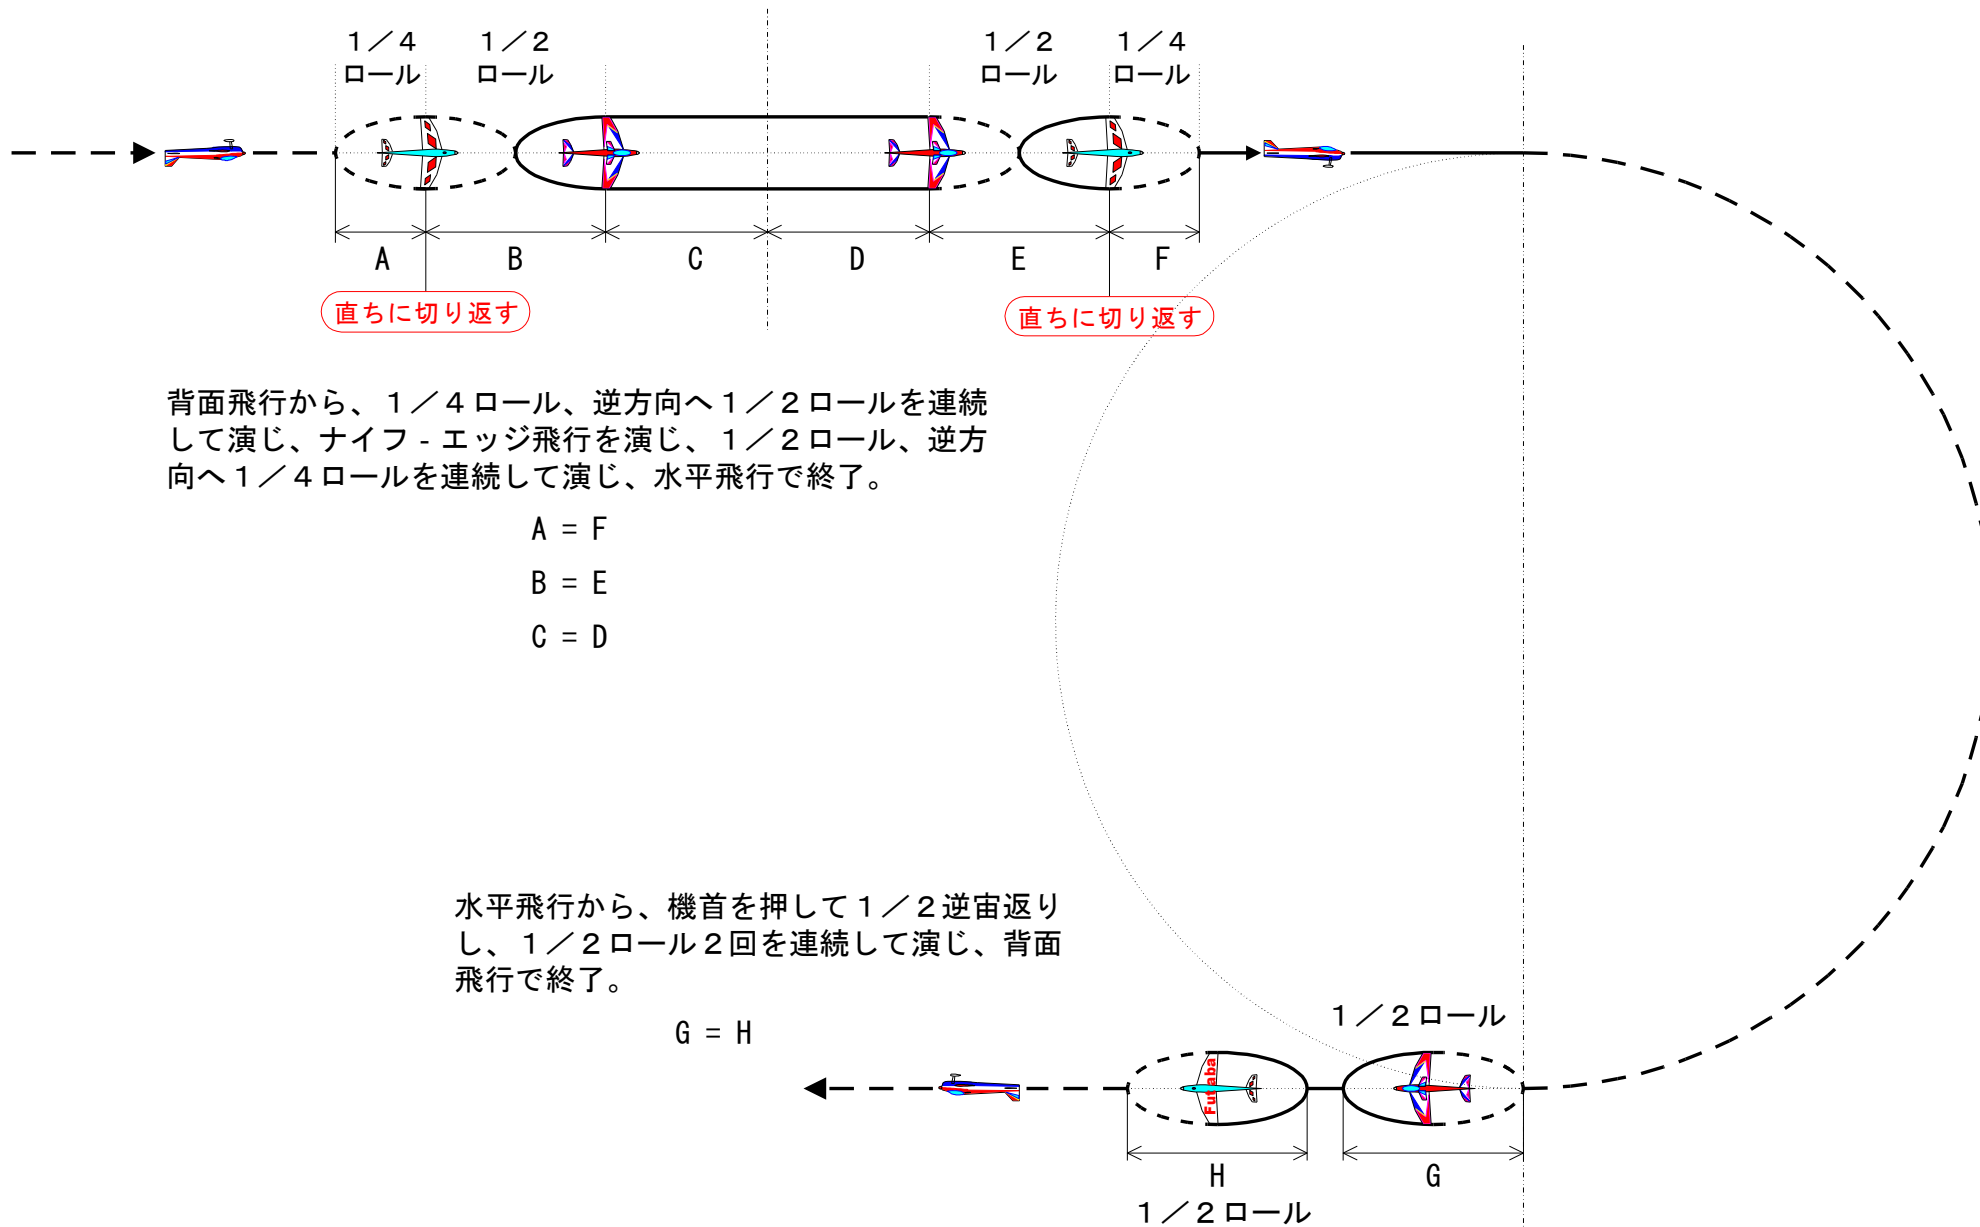 １／４
ロール
１／２
ロール
１／２
ロール
１／４
ロール
A
B
C
D
E
F
直ちに切り返す
直ちに切り返す
背面飛行から、１／４ロール、逆方向へ１／２ロールを連続
して演じ、ナイフ - エッジ飛行を演じ、１／２ロール、逆方
向へ１／４ロールを連続して演じ、水平飛行で終了。
A = F
B = E
C = D
水平飛行から、機首を押して１／２逆宙返り
し、１／２ロール２回を連続して演じ、背面
飛行で終了。
G = H
１／２ロール
Futaba
H
G
１／２ロール